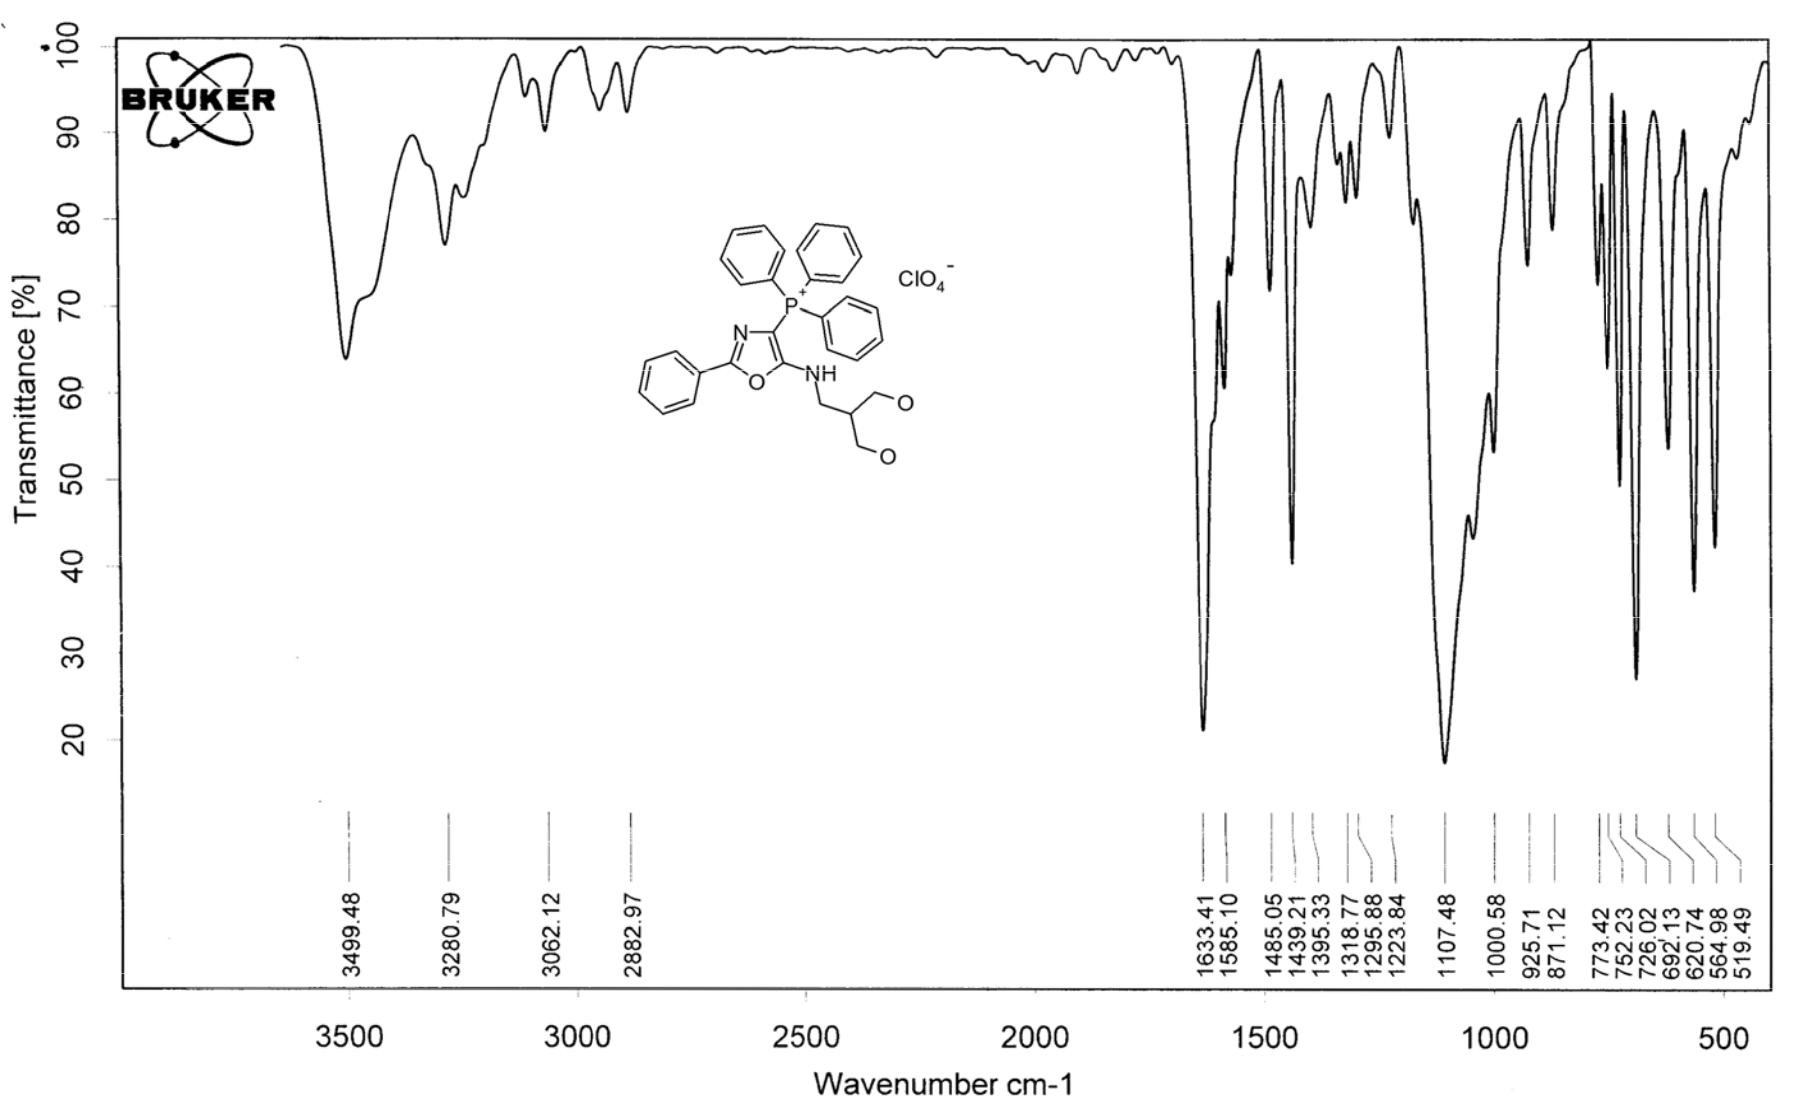 100
90
80
70
60
50
40
30
20
Transmittance [%]
BRUKER
P+
ClO4-
N
O
NH
O
O
3499.48
3280.79
3062.12
2882.97
1633.41
1585.10
1485.05
1439.21
1395.33
1318.77
1295.88
1223.84
1107.48
1000.58
925.71
871.12
773.42
752.23
726.02
692.13
620.74
564.98
519.49
3500 3000 2500 2000 1500 1000 500
Wavenumber cm-1